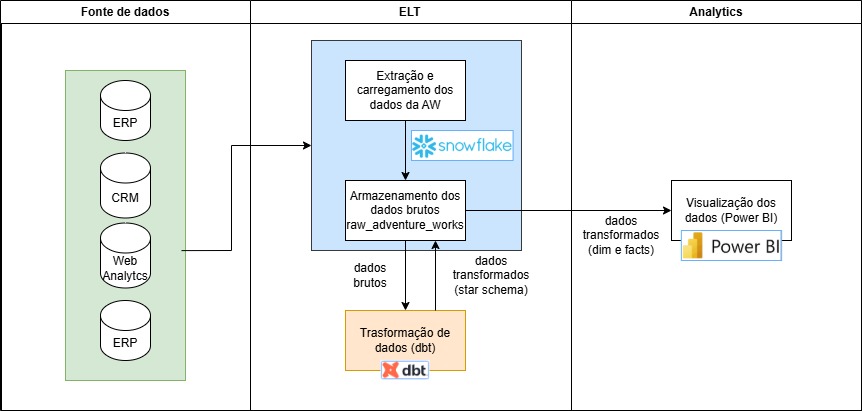 Fonte de dados
ELT
Analytics
ERP
CRM
Web
Analytcs
ERP
Extração e
carregamento dos
dados da AW
snowflake
Armazenamento dos
dados brutos
raw_adventure_works
dados
brutos
dados
transformados
(star schema)
Trasformação de
dados (dbt)
dbt
dados
transformados
(dim e facts)
Visualização dos
dados (Power BI)
Power BI